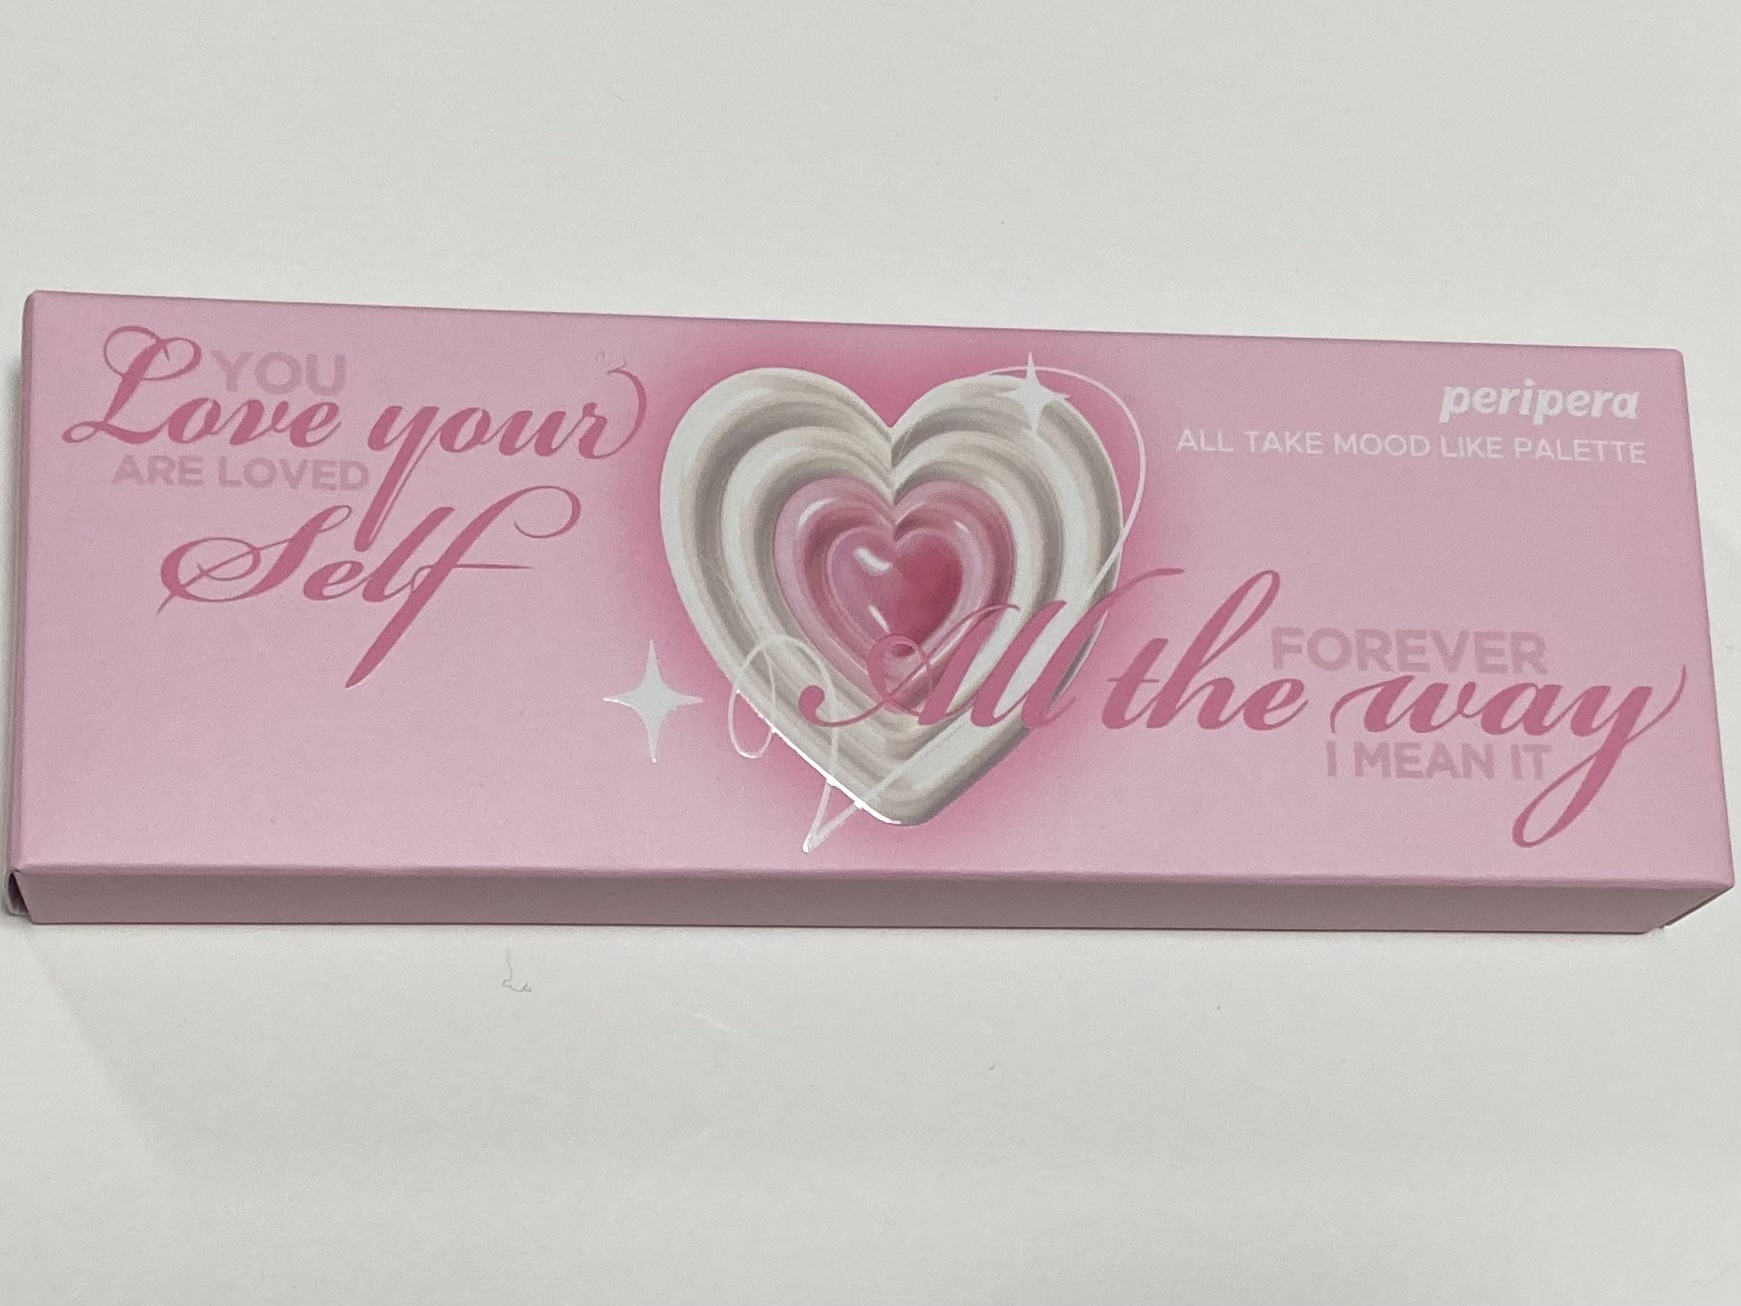 YOU
Love your
ARE LOVED
Self
peripera
ALL TAKE MOOD LIKE PALETTE
FOREVER
All the way
I MEAN IT